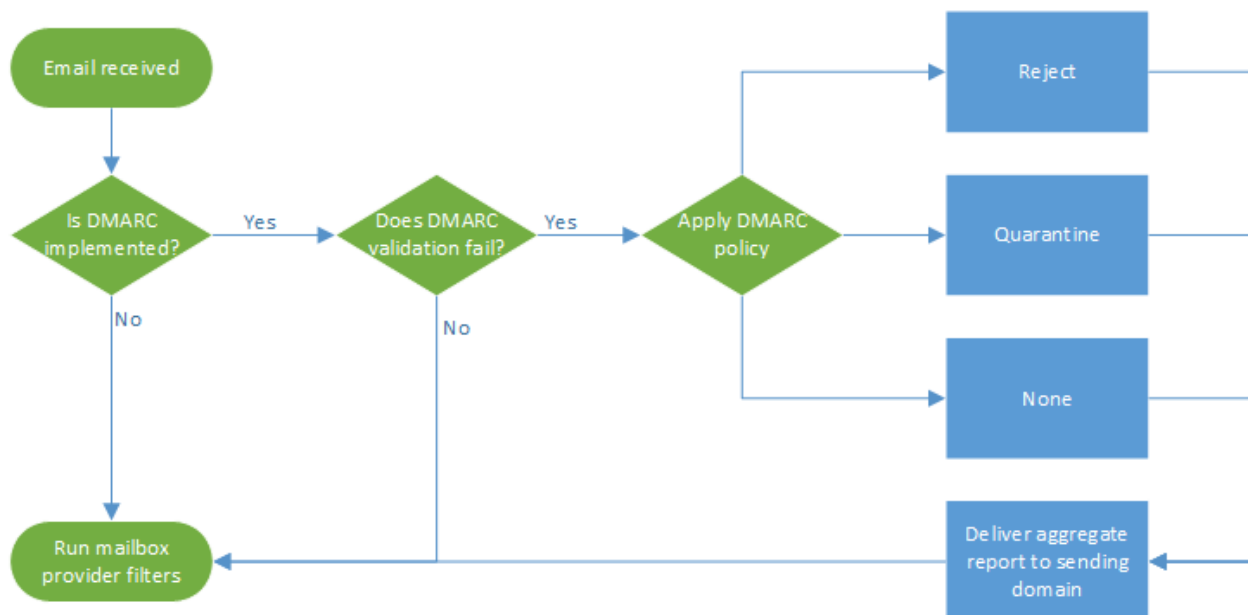 Email received
Reject
Is DMARC
implemented?
Yes
Does DMARC
validation fail?
Yes
Apply DMARC
policy
Quarantine
No
No
None
Run mailbox
provider filters
Deliver aggregate
report to sending
domain